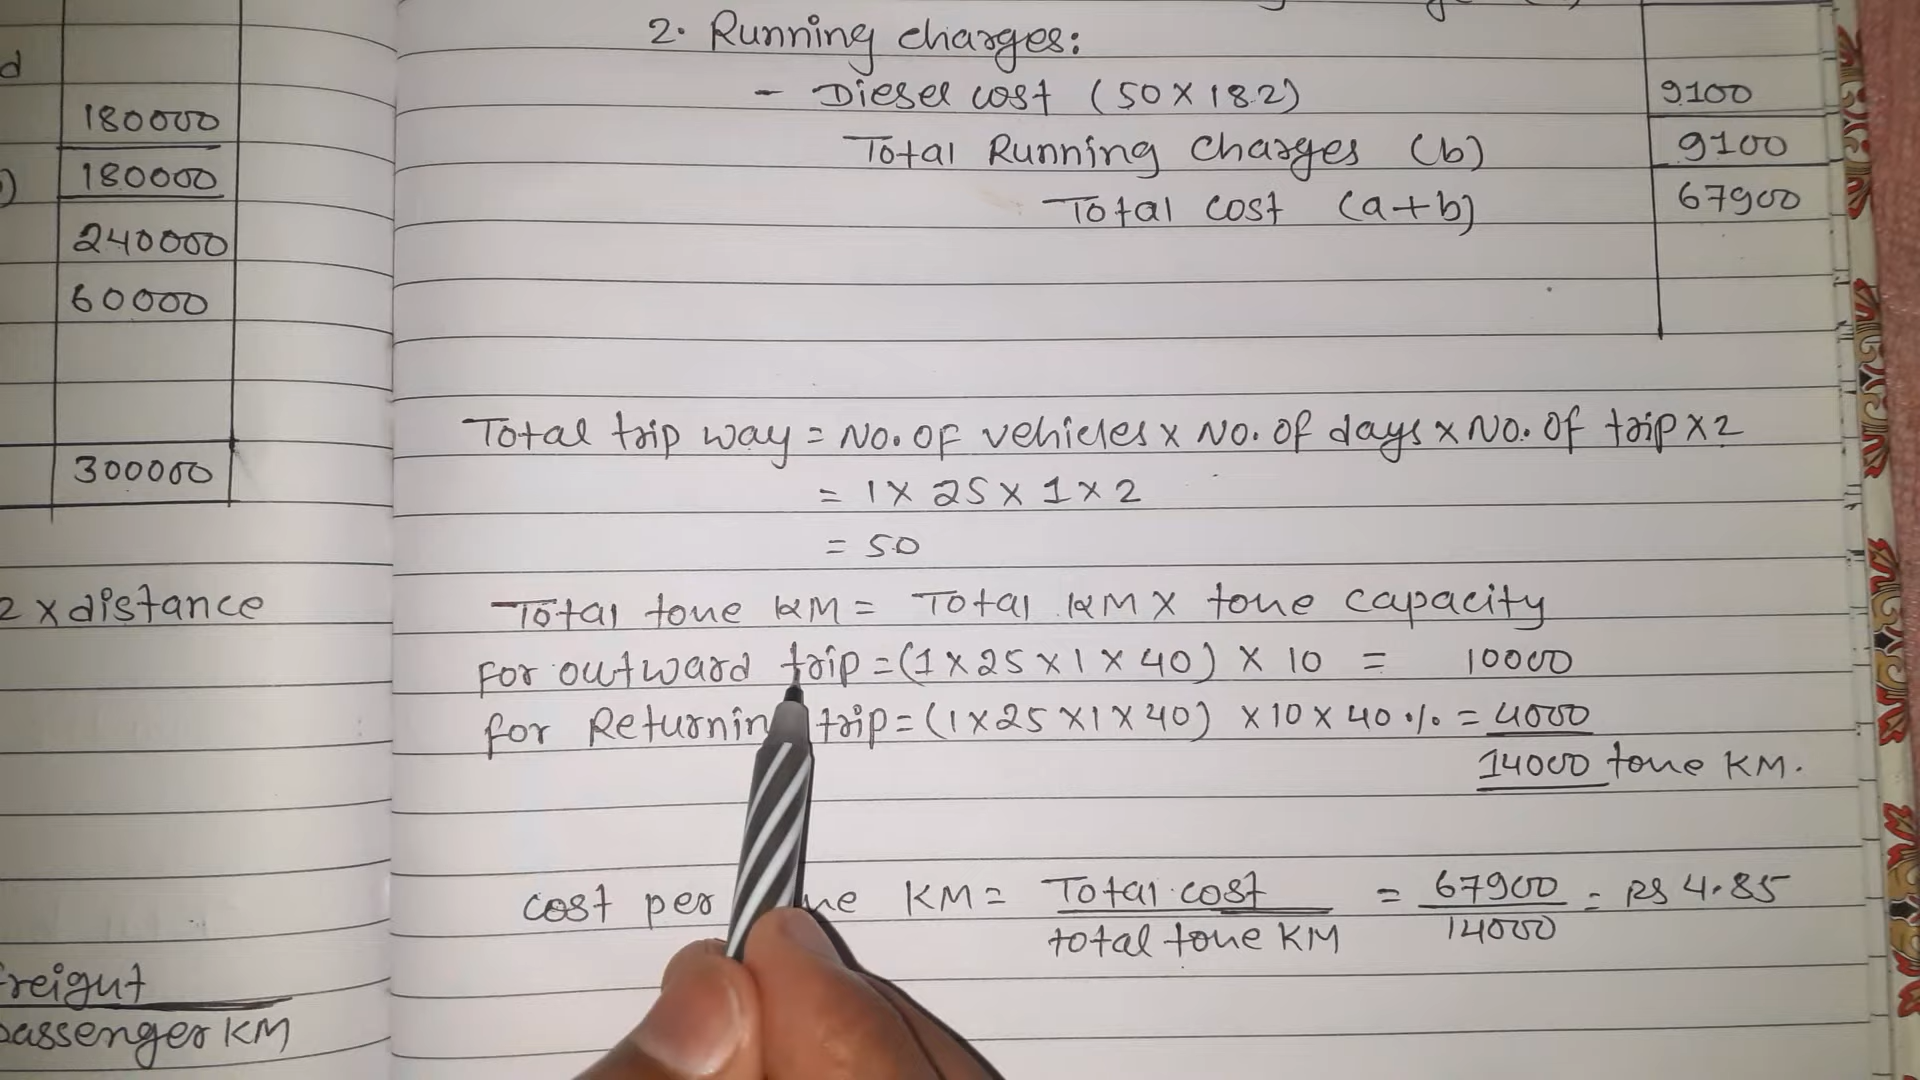 d
180000
180000
240000
60000
300000
2 x distance
freigut
passenger KM
2. Running charges:
- Diesel cost (50 X 182) 9100
Total Running charges (b) 9100
Total cost (a+b) 67900
Total trip way = No. of vehicles x No. of days x No. of trip x 2
= 1 x 25 x 1 x 2
= 50
Total tone KM = Total KM x tone capacity
For outward trip = (1 x 25 x 1 x 40) x 10 = 10000
for Returnin trip = (1 x 25 x 1 x 40) x 10 x 40 % = 4000
14000 tone KM.
cost per ne KM = Total cost / total tone KM = 67900 / 14000 = RS 4.85